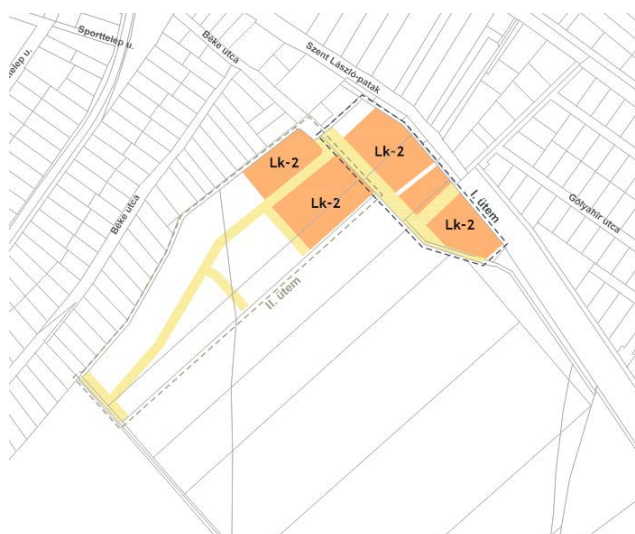 Sporttelep u.
Béke utca
Szent László-patak
telep u.
Lk-2
Lk-2
Lk-2
Lk-2
I. ütem
Gólyahír utca
Béke utca
II. ütem